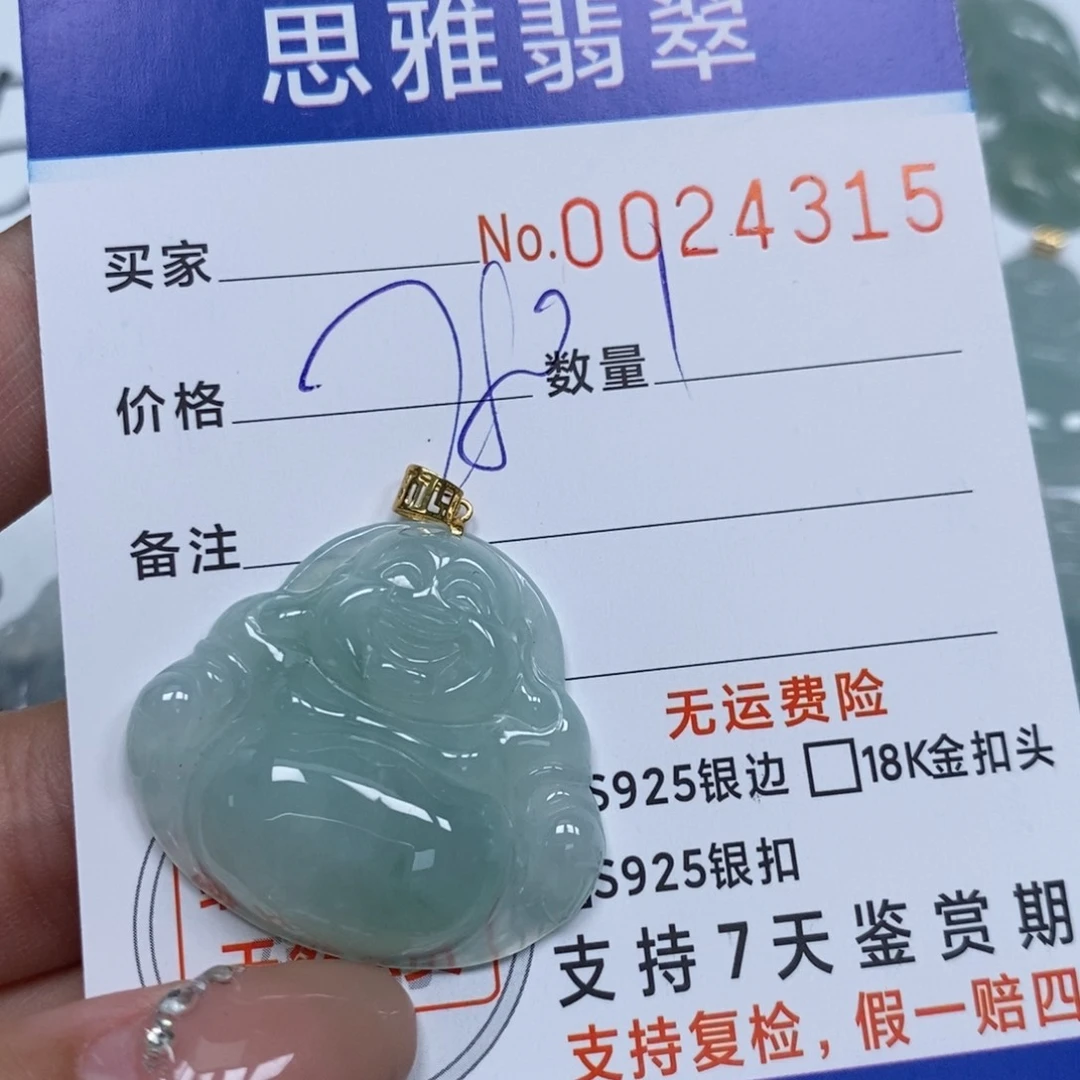 思雅翡翠
买家 No.0024315
价格 782 数量 1
备注
无运费险
S925银边 □18K金扣头
S925银扣
支持7天鉴赏期
支持复检,假一赔四